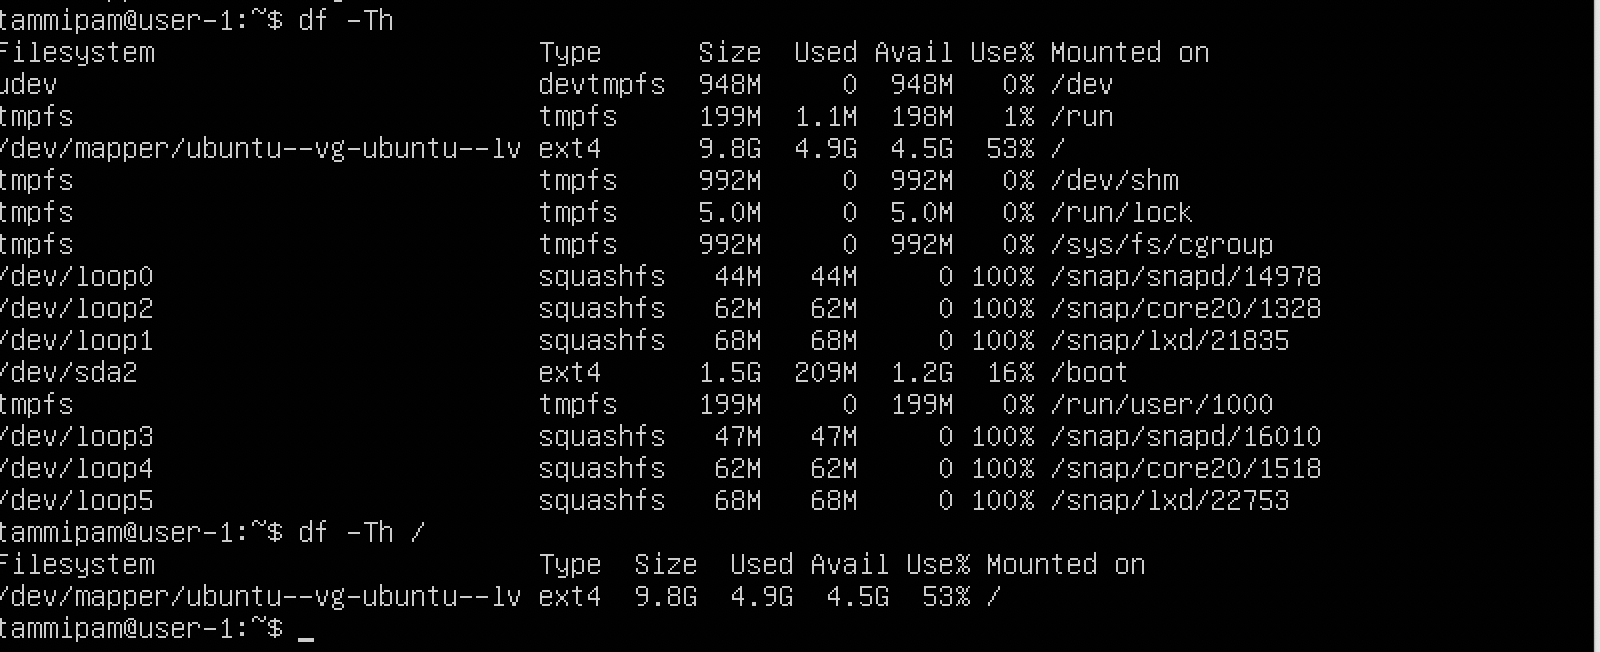 tammipam@user-1:~$ df -Th
Filesystem                        Type      Size  Used Avail Use% Mounted on
udev                              devtmpfs  948M     0  948M   0% /dev
tmpfs                             tmpfs     199M  1.1M  198M   1% /run
/dev/mapper/ubuntu--vg-ubuntu--lv ext4      9.8G  4.9G  4.5G  53% /
tmpfs                             tmpfs     992M     0  992M   0% /dev/shm
tmpfs                             tmpfs     5.0M     0  5.0M   0% /run/lock
tmpfs                             tmpfs     992M     0  992M   0% /sys/fs/cgroup
/dev/loop0                        squashfs   44M   44M     0 100% /snap/snapd/14978
/dev/loop2                        squashfs   62M   62M     0 100% /snap/core20/1328
/dev/loop1                        squashfs   68M   68M     0 100% /snap/lxd/21835
/dev/sda2                         ext4      1.5G  209M  1.2G  16% /boot
tmpfs                             tmpfs     199M     0  199M   0% /run/user/1000
/dev/loop3                        squashfs   47M   47M     0 100% /snap/snapd/16010
/dev/loop4                        squashfs   62M   62M     0 100% /snap/core20/1518
/dev/loop5                        squashfs   68M   68M     0 100% /snap/lxd/22753
tammipam@user-1:~$ df -Th /
Filesystem                        Type  Size  Used Avail Use% Mounted on
/dev/mapper/ubuntu--vg-ubuntu--lv ext4  9.8G  4.9G  4.5G  53% /
tammipam@user-1:~$ _